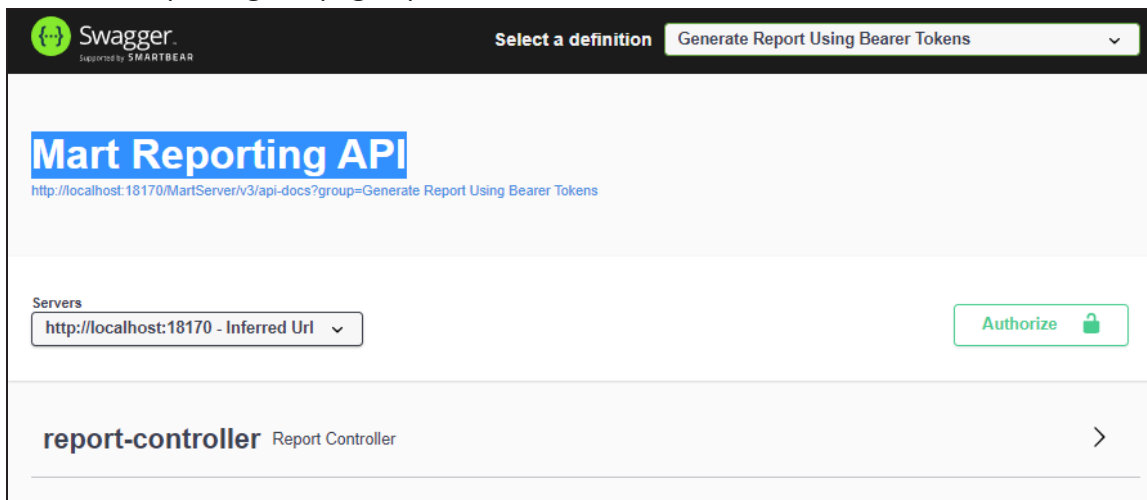 Swagger.
Supported by SMARTBEAR
Select a definition
Generate Report Using Bearer Tokens
Mart Reporting API
http://localhost:18170/MartServer/v3/api-docs?group=Generate Report Using Bearer Tokens
Servers
http://localhost:18170 - Inferred Url
Authorize
report-controller Report Controller